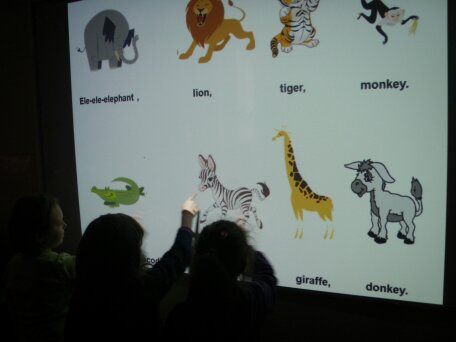 Ele-ele-elephant , lion, tiger, monkey.
giraffe, donkey.